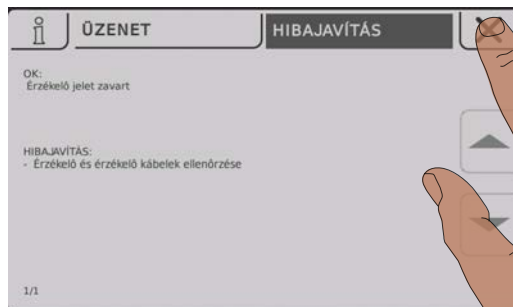 ÜZENET
HIBAJAVÍTÁS
OK:
Érzékelő jelet zavart
HIBAJAVÍTÁS:
- Érzékelő és érzékelő kábelek ellenőrzése
1/1